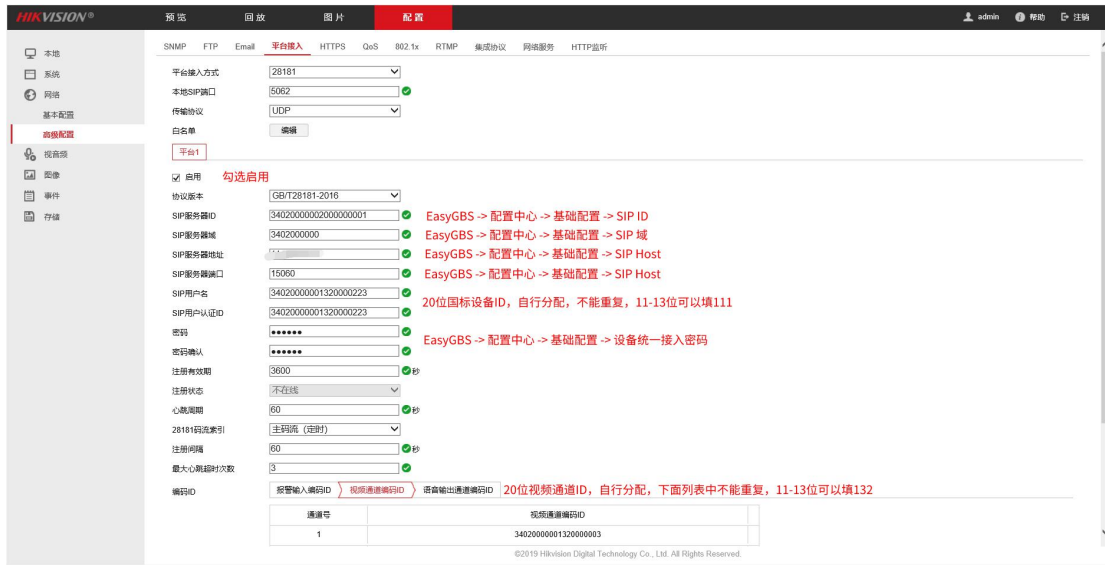 HIKVISION® 预览 回放 图片 配置 admin 帮助 注销
SNMP FTP Email 平台接入 HTTPS QoS 802.1x RTMP 集成协议 网络服务 HTTP监听
本地
系统
网络
基本配置
高级配置
视音频
图像
事件
存储
平台接入方式 28181
本地SIP端口 5062
传输协议 UDP
白名单 编辑
平台1
启用 勾选启用
协议版本 GB/T28181-2016
SIP服务器ID 34020000002000000001 EasyGBS -> 配置中心 -> 基础配置 -> SIP ID
SIP服务器域 3402000000 EasyGBS -> 配置中心 -> 基础配置 -> SIP 域
SIP服务器地址 EasyGBS -> 配置中心 -> 基础配置 -> SIP Host
SIP服务器端口 15060 EasyGBS -> 配置中心 -> 基础配置 -> SIP Host
SIP用户名 34020000001320000223
20位国标设备ID，自行分配，不能重复，11-13位可以填111
SIP用户认证ID 34020000001320000223
密码 ••••••
EasyGBS -> 配置中心 -> 基础配置 -> 设备统一接入密码
密码确认 ••••••
注册有效期 3600 秒
注册状态 不在线
心跳周期 60 秒
28181码流索引 主码流（定时）
注册间隔 60 秒
最大心跳超时次数 3
编码ID 报警输入编码ID 视频通道编码ID 语音输出通道编码ID 20位视频通道ID，自行分配，下面列表中不能重复，11-13位可以填132
通道号 视频通道编码ID
1 34020000001320000003
©2019 Hikvision Digital Technology Co., Ltd. All Rights Reserved.